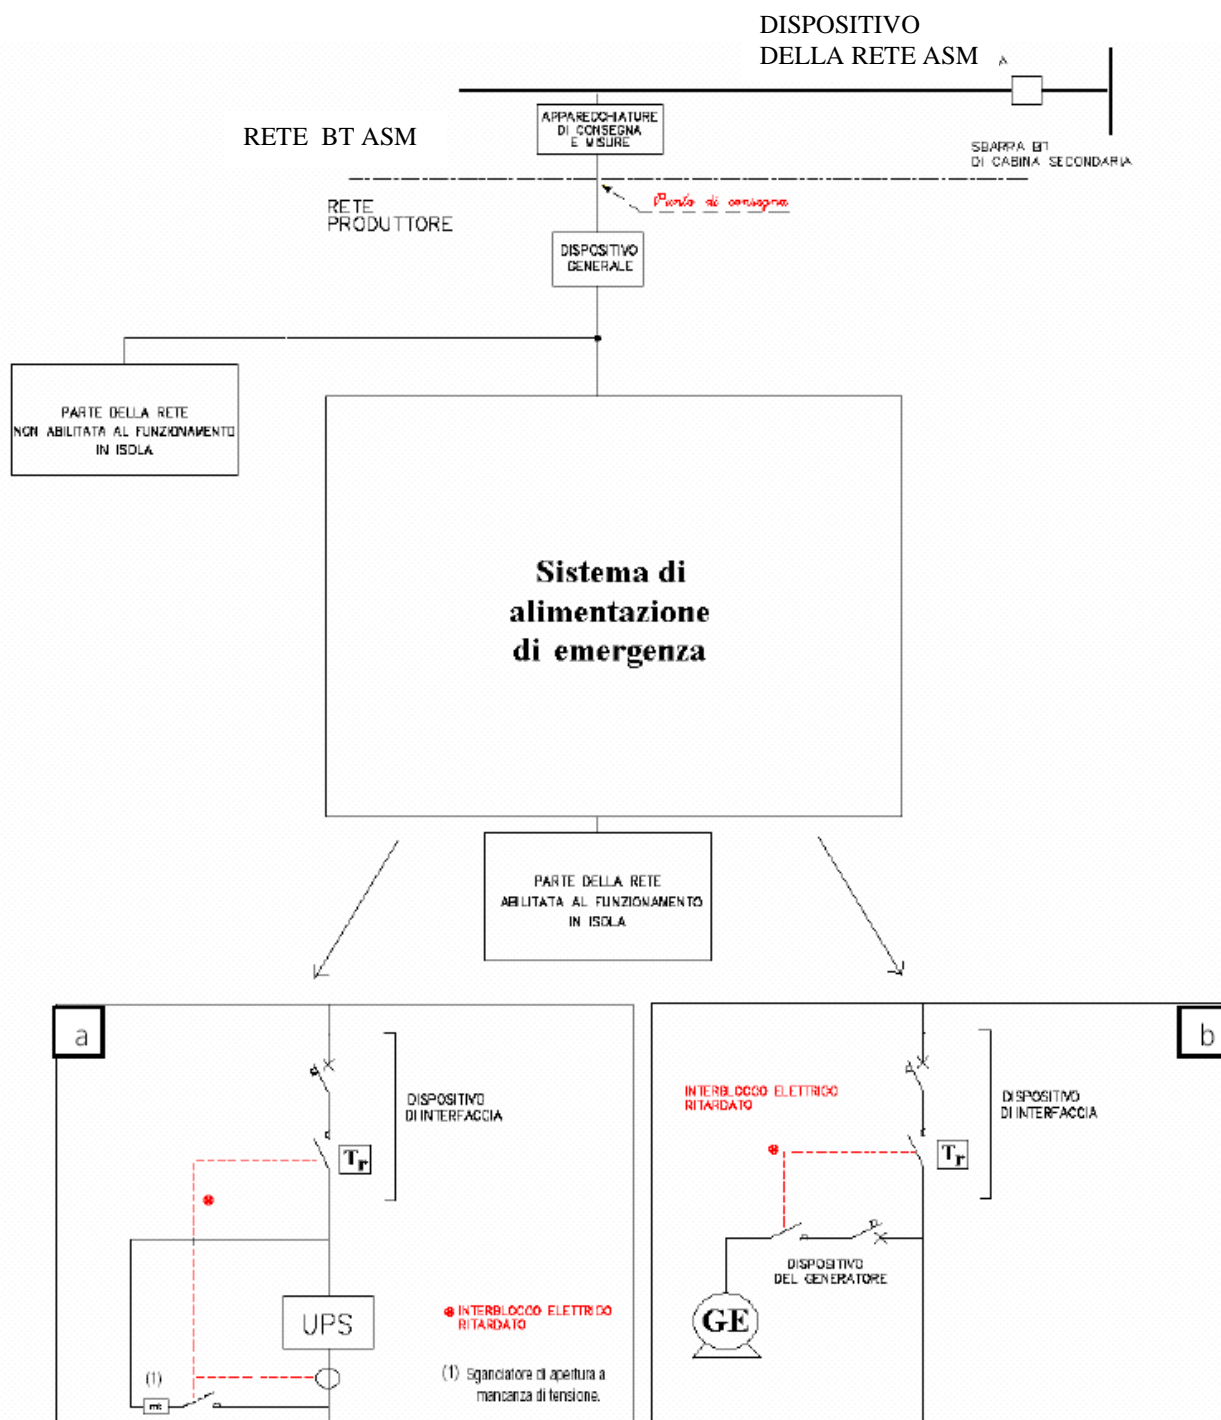 DISPOSITIVO
DELLA RETE ASM
A
RETE BT ASM
APPARECCHIATURE
DI CONSEGNA
E MISURE
SBARRA BT
DI CABINA SECONDARIA
Punto di consegna
RETE
PRODUTTORE
DISPOSITIVO
GENERALE
PARTE DELLA RETE
NON ABILITATA AL FUNZIONAMENTO
IN ISOLA
Sistema di
alimentazione
di emergenza
PARTE DELLA RETE
ABILITATA AL FUNZIONAMENTO
IN ISOLA
a
DISPOSITIVO
DI INTERFACCIA
Tr
UPS
INTERBLOCCO ELETTRICO
RITARDATO
(1)
mt
(1) Sganciatore di apertura a
mancanza di tensione.
b
INTERBLOCCO ELETTRICO
RITARDATO
DISPOSITIVO
DI INTERFACCIA
Tr
DISPOSITIVO
DEL GENERATORE
GE